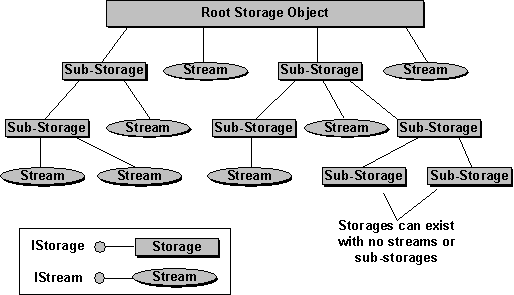 Root Storage Object
Sub-Storage Stream Sub-Storage Stream
Sub-Storage Stream Sub-Storage Stream Sub-Storage
Stream Stream Stream Sub-Storage Sub-Storage
Storages can exist
with no streams or
sub-storages
IStorage Storage
IStream Stream